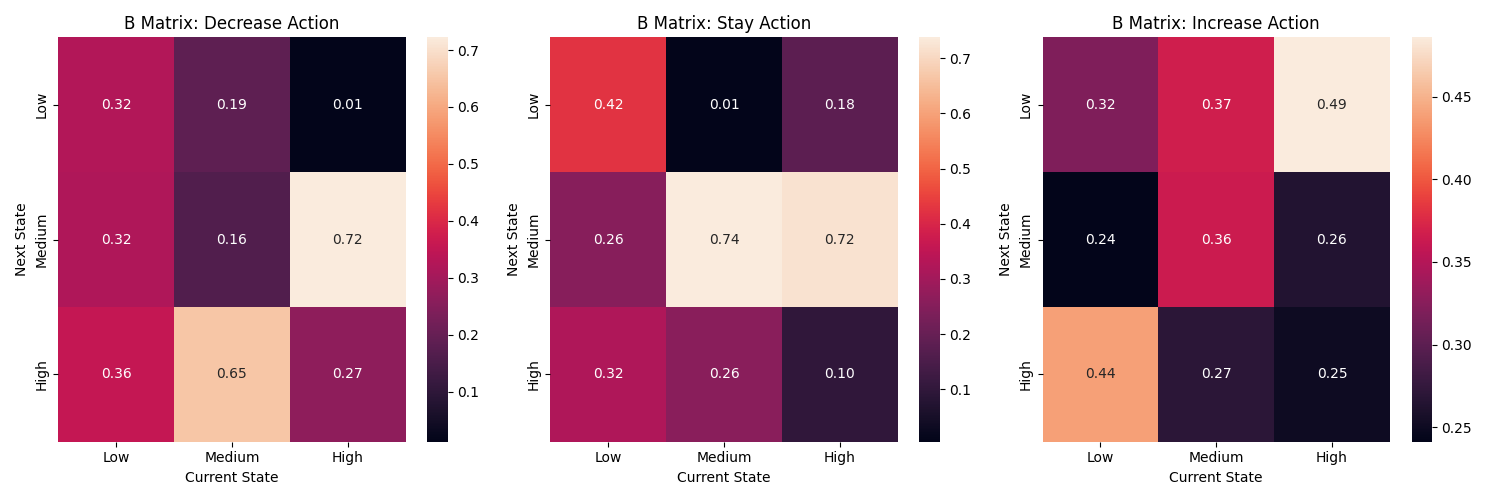 B Matrix: Decrease Action
Low
Medium
High
Next State
0.32 0.19 0.01
0.32 0.16 0.72
0.36 0.65 0.27
Low Medium High
Current State
0.7
0.6
0.5
0.4
0.3
0.2
0.1
B Matrix: Stay Action
Low
Medium
High
Next State
0.42 0.01 0.18
0.26 0.74 0.72
0.32 0.26 0.10
Low Medium High
Current State
0.7
0.6
0.5
0.4
0.3
0.2
0.1
B Matrix: Increase Action
Low
Medium
High
Next State
0.32 0.37 0.49
0.24 0.36 0.26
0.44 0.27 0.25
Low Medium High
Current State
0.45
0.40
0.35
0.30
0.25